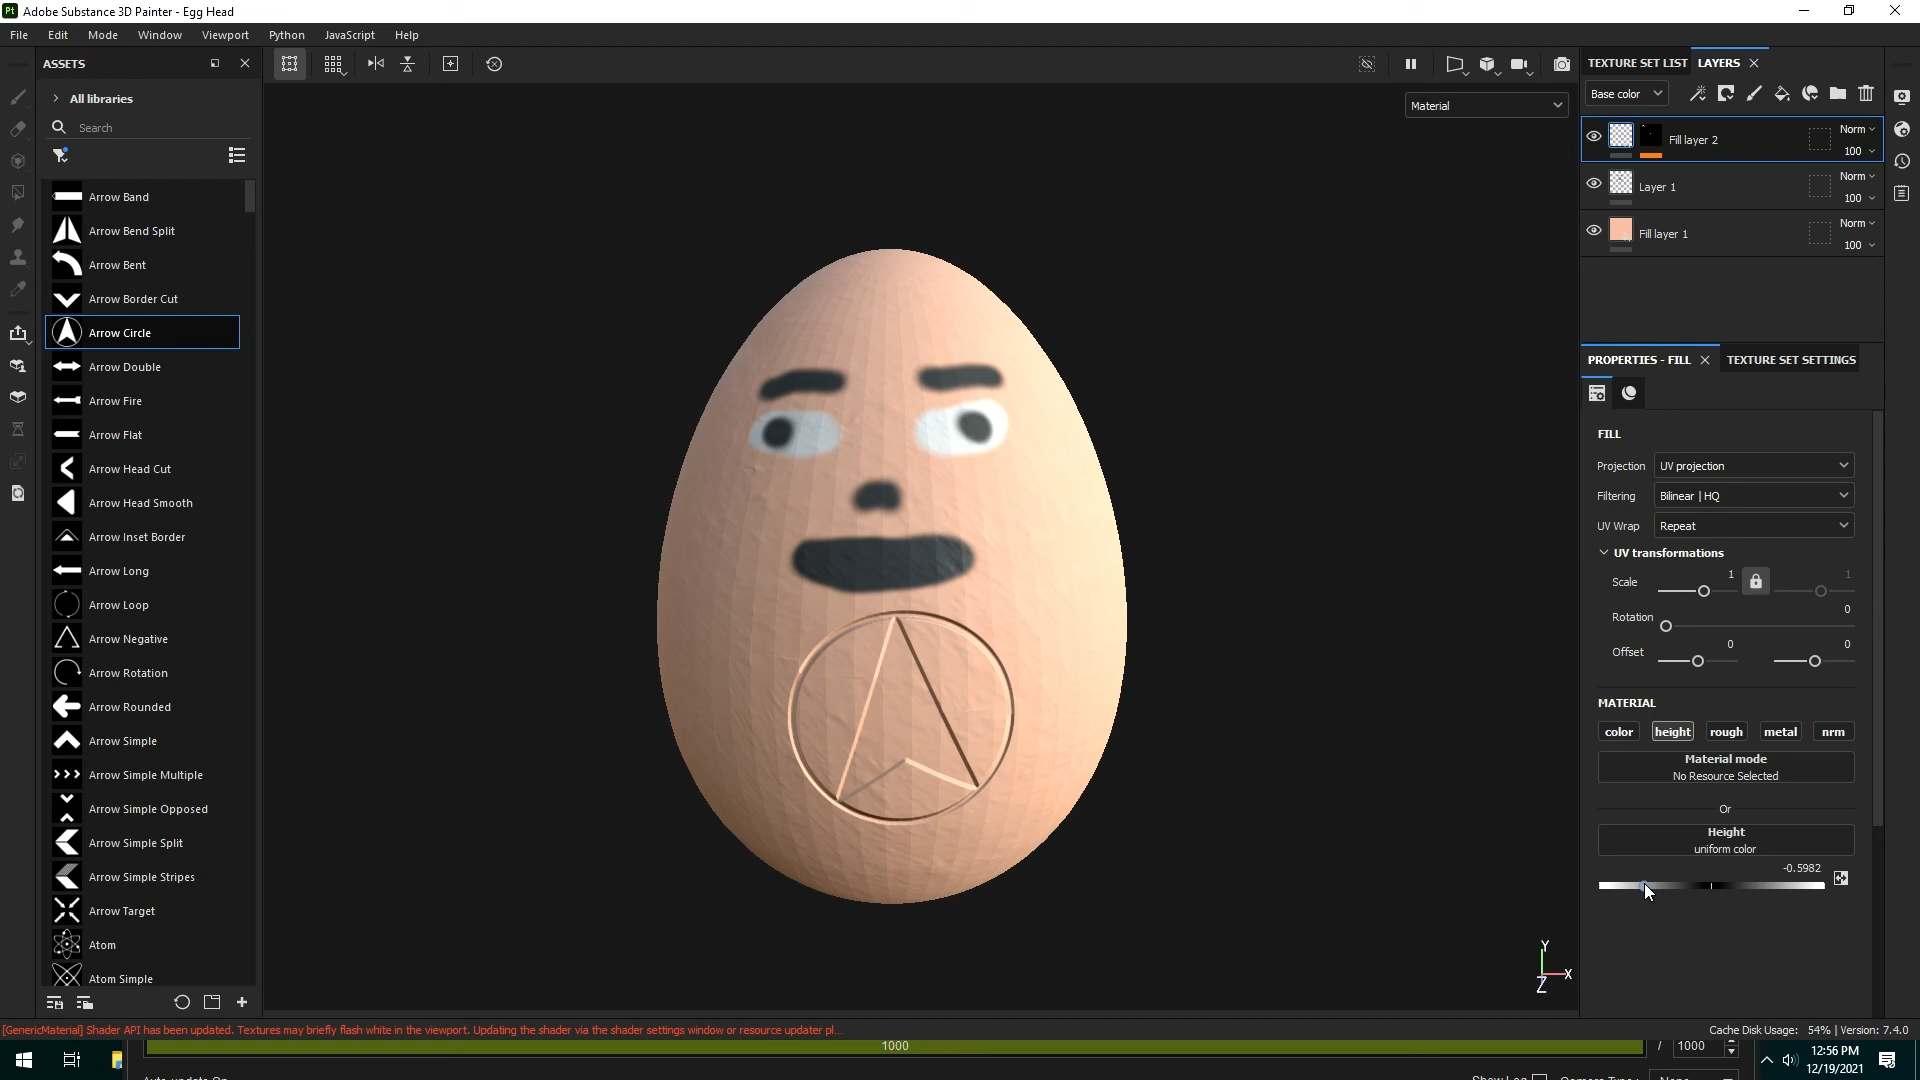 Adobe Substance 3D Painter - Egg Head
File Edit Mode Window Viewport Python JavaScript Help
ASSETS
All libraries
Search
Arrow Band
Arrow Bend Split
Arrow Bent
Arrow Border Cut
Arrow Circle
Arrow Double
Arrow Fire
Arrow Flat
Arrow Head Cut
Arrow Head Smooth
Arrow Inset Border
Arrow Long
Arrow Loop
Arrow Negative
Arrow Rotation
Arrow Rounded
Arrow Simple
Arrow Simple Multiple
Arrow Simple Opposed
Arrow Simple Split
Arrow Simple Stripes
Arrow Target
Atom
Atom Simple
Material
Y
X
Z
TEXTURE SET LIST LAYERS
Base color
Fill layer 2 Norm
100
Layer 1 Norm
100
Fill layer 1 Norm
100
PROPERTIES - FILL TEXTURE SET SETTINGS
FILL
Projection UV projection
Filtering Bilinear | HQ
UV Wrap Repeat
UV transformations
Scale 1 1
Rotation 0
Offset 0 0
MATERIAL
color height rough metal nrm
Material mode
No Resource Selected
Or
Height
uniform color
-0.5982
[GenericMaterial] Shader API has been updated. Textures may briefly flash white in the viewport. Updating the shader via the shader settings window or resource updater pl...
Cache Disk Usage: 54% | Version: 7.4.0
1000 / 1000
12:56 PM
12/19/2021